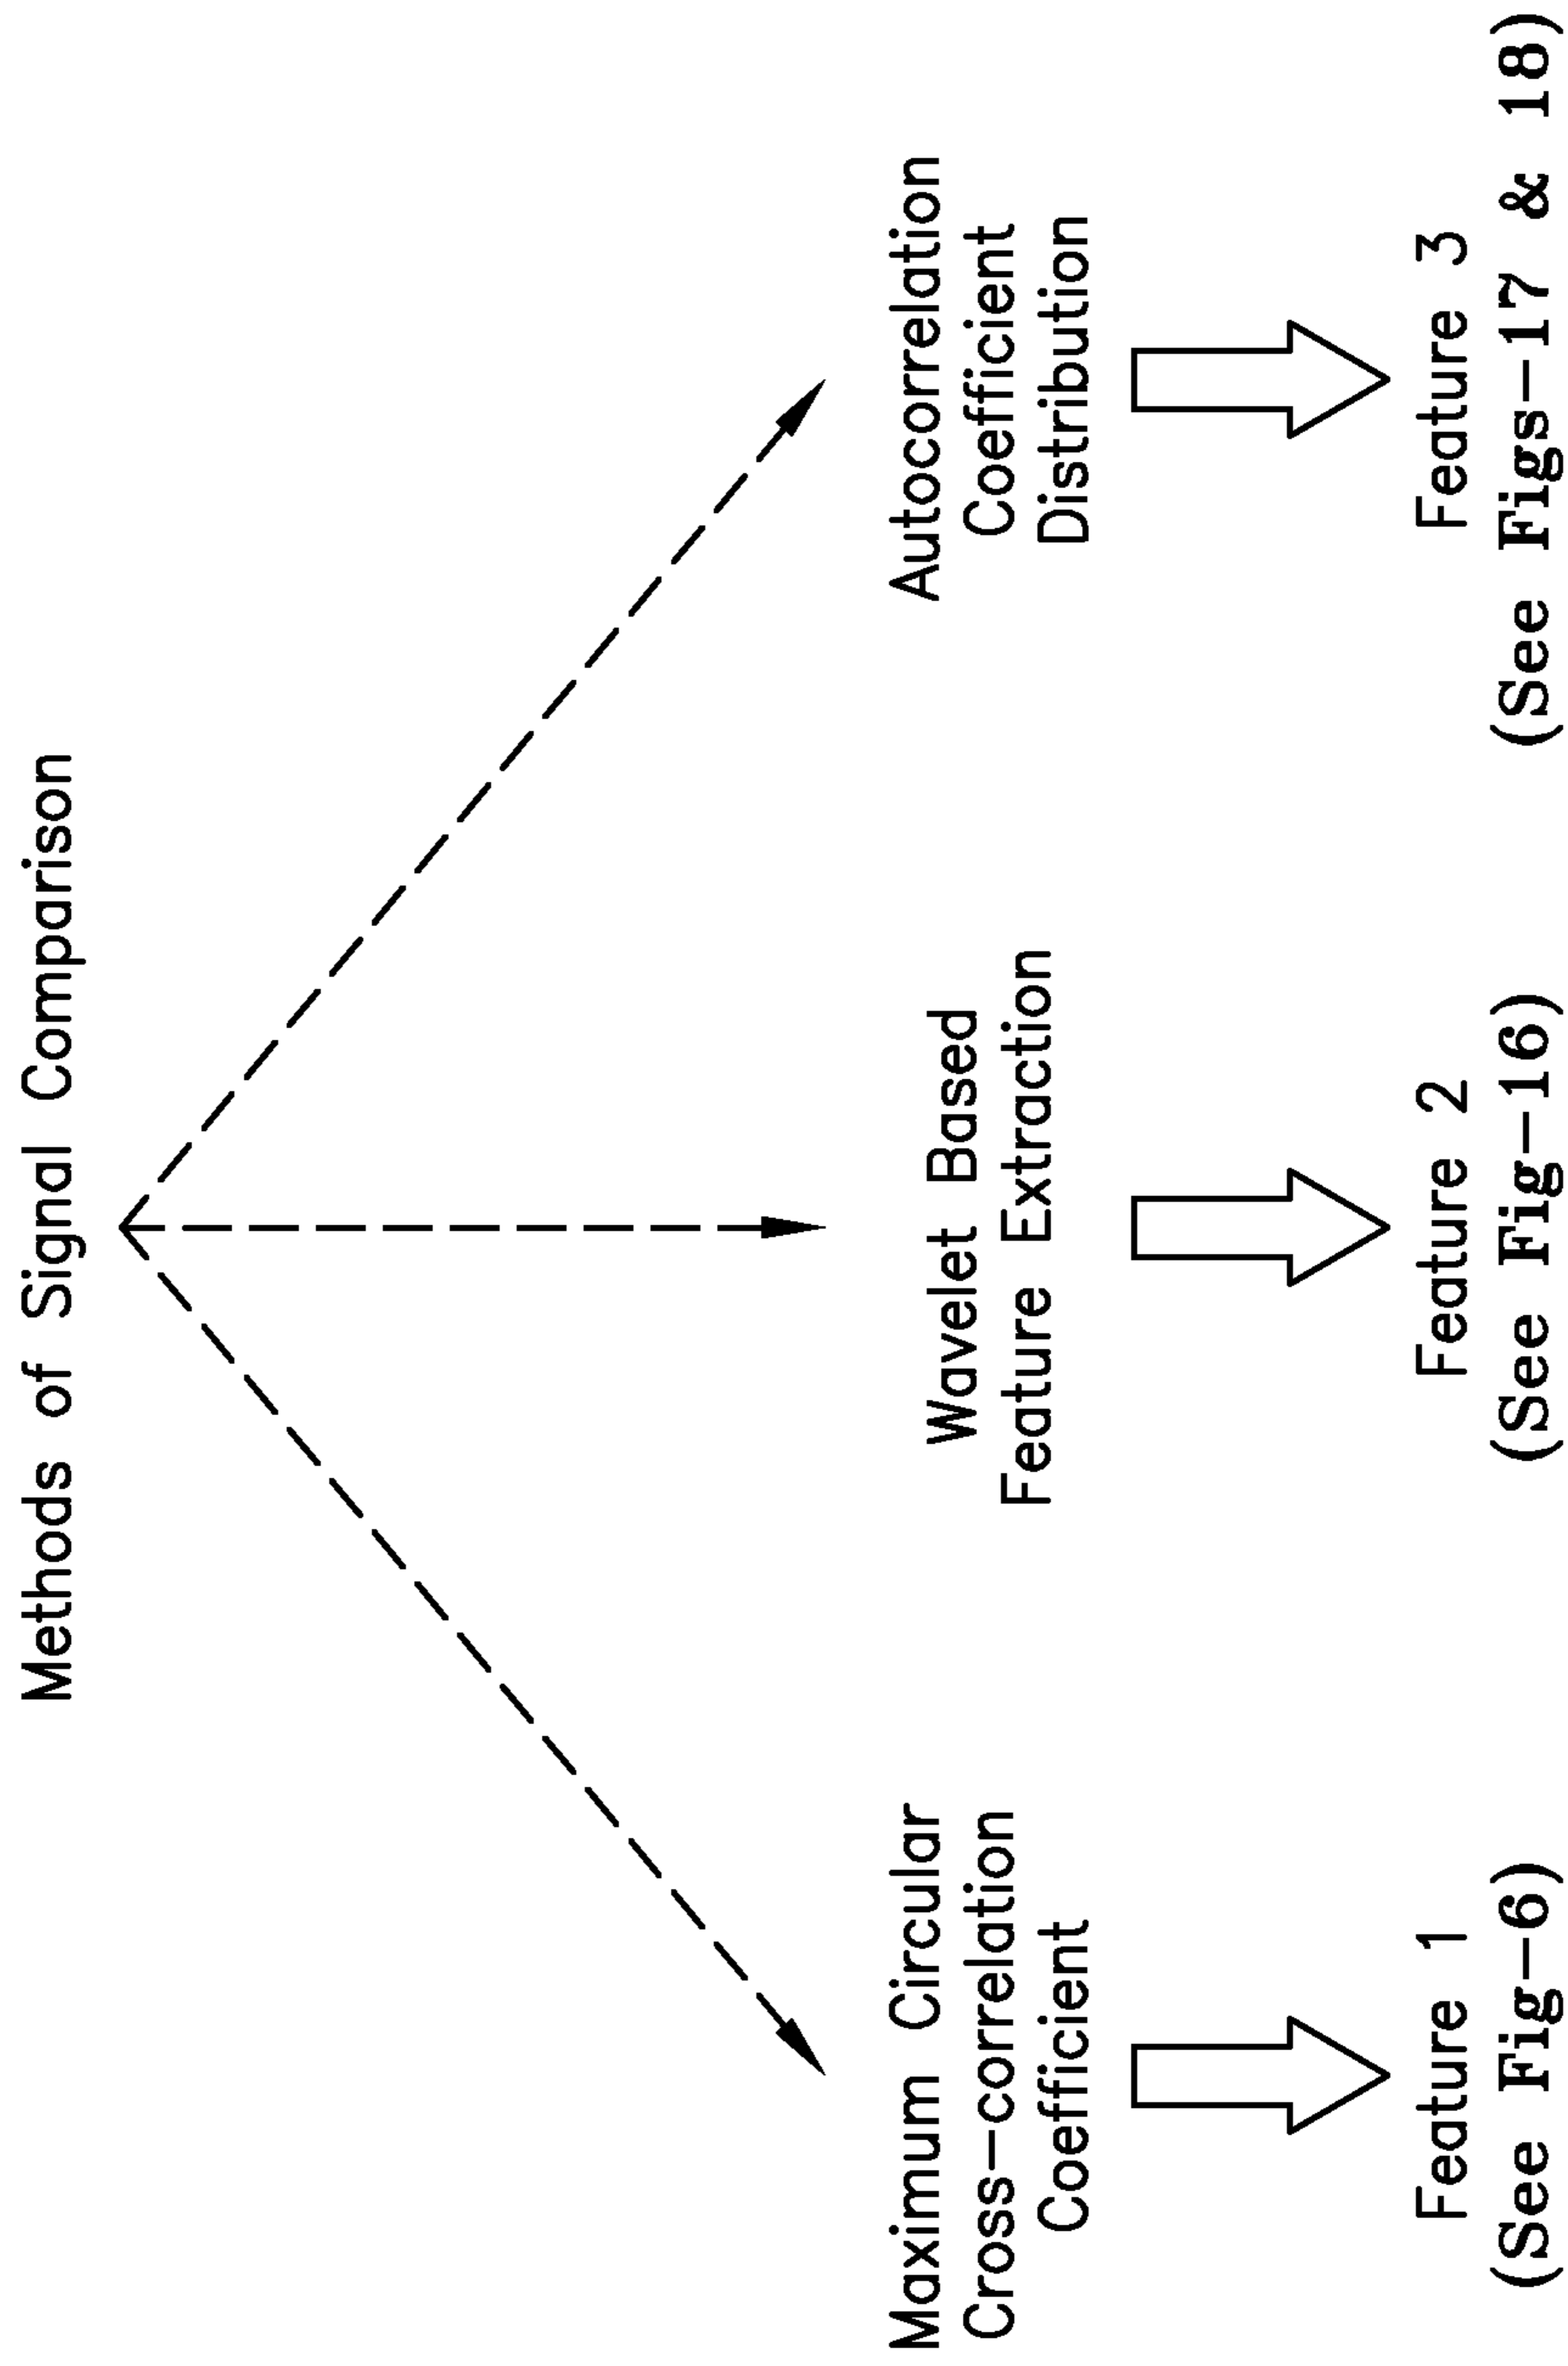 Methods of Signal Comparison
Maximum Circular
Cross-correlation
Coefficient
Feature 1
(See Fig-6)
Wavelet Based
Feature Extraction
Feature 2
(See Fig-16)
Autocorrelation
Coefficient
Distribution
Feature 3
(See Figs-17 & 18)